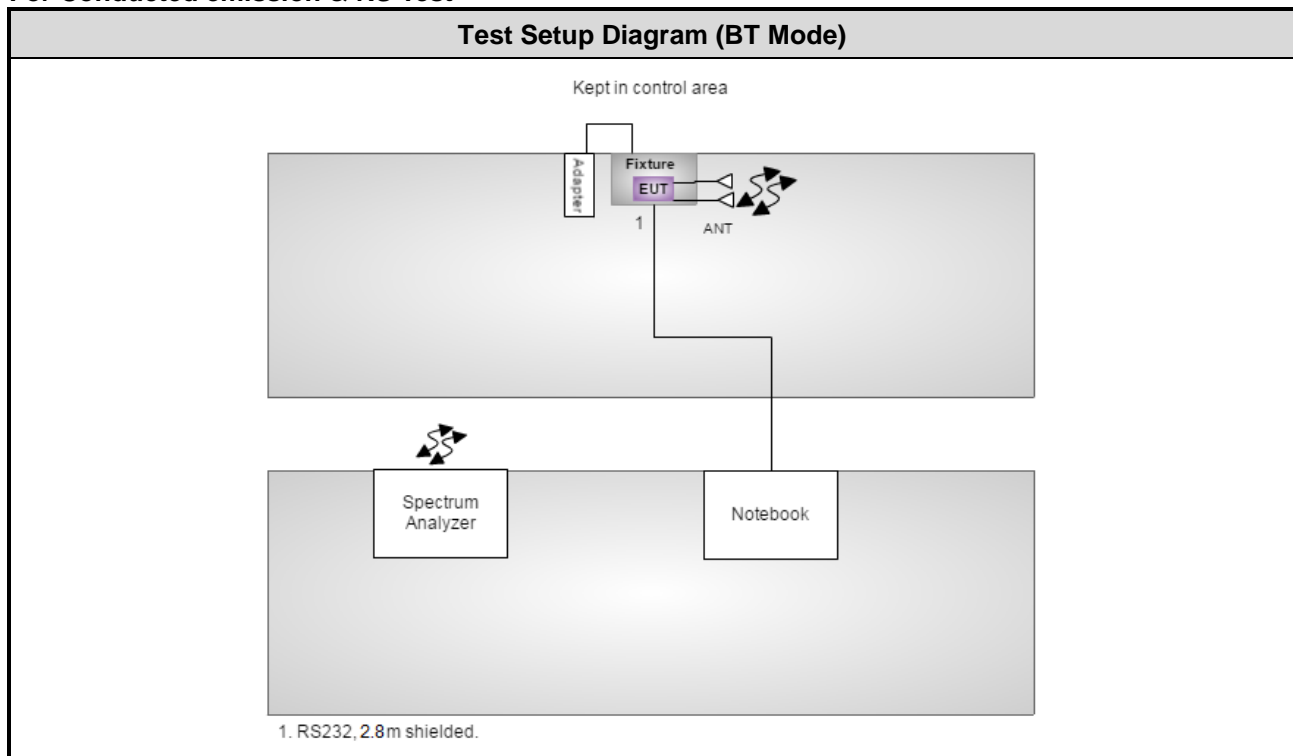 For Conducted emission & RS Test
Test Setup Diagram (BT Mode)
Kept in control area
Adapter
Fixture
EUT
1
ANT
Spectrum
Analyzer
Notebook
1. RS232, 2.8m shielded.